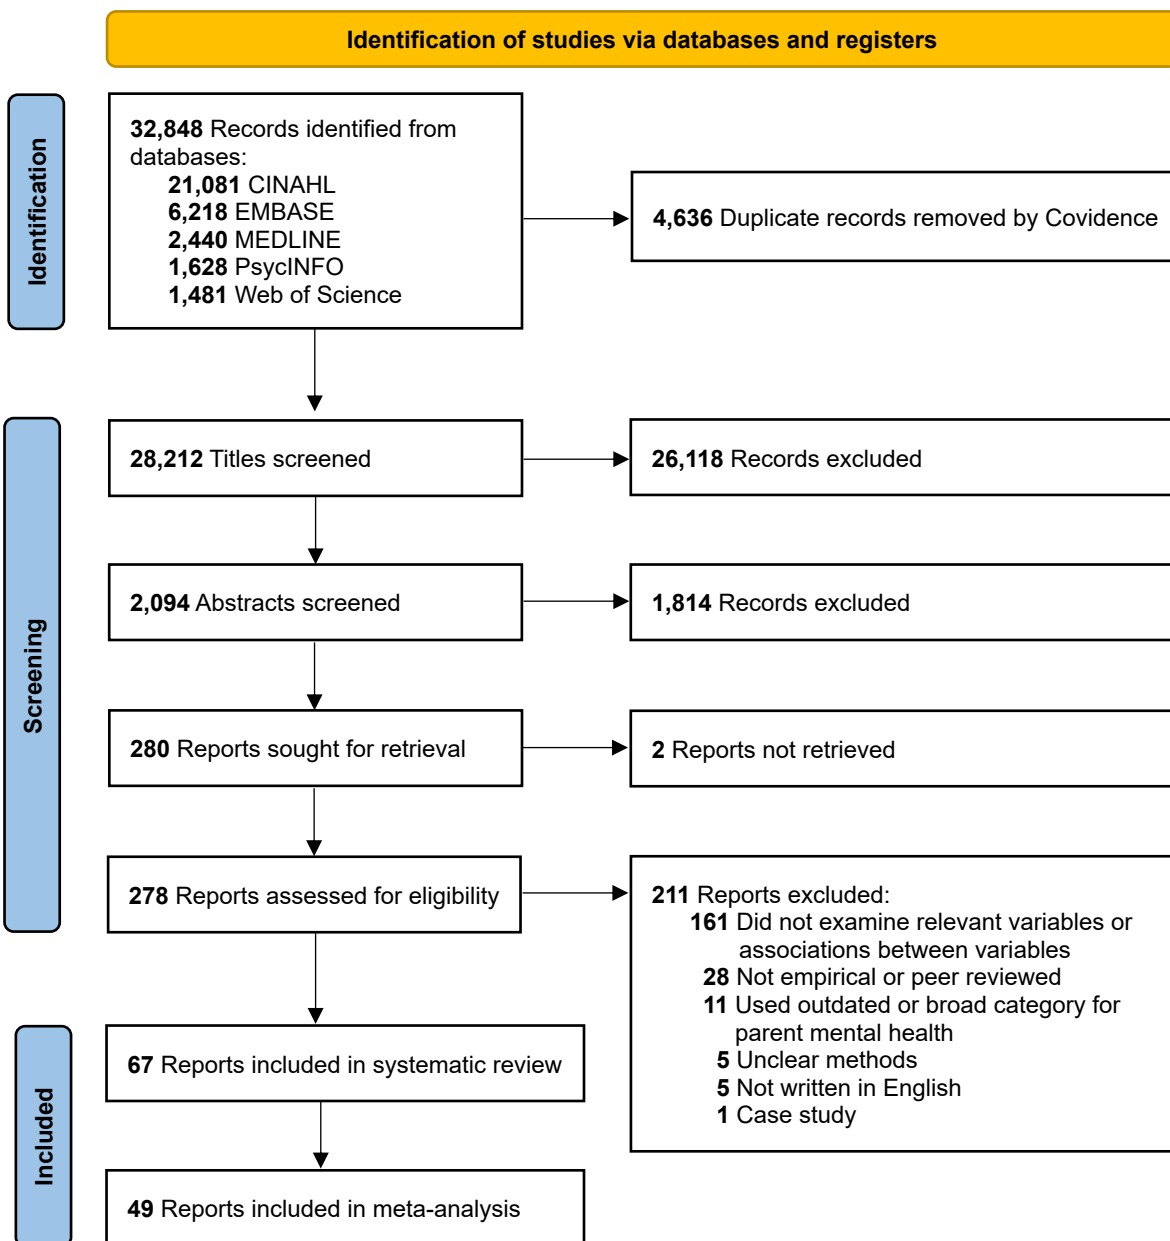 Identification of studies via databases and registers
Identification
32,848 Records identified from
databases:
21,081 CINAHL
6,218 EMBASE
2,440 MEDLINE
1,628 PsycINFO
1,481 Web of Science
4,636 Duplicate records removed by Covidence
Screening
28,212 Titles screened
26,118 Records excluded
2,094 Abstracts screened
1,814 Records excluded
280 Reports sought for retrieval
2 Reports not retrieved
278 Reports assessed for eligibility
211 Reports excluded:
161 Did not examine relevant variables or
associations between variables
28 Not empirical or peer reviewed
11 Used outdated or broad category for
parent mental health
5 Unclear methods
5 Not written in English
1 Case study
Included
67 Reports included in systematic review
49 Reports included in meta-analysis